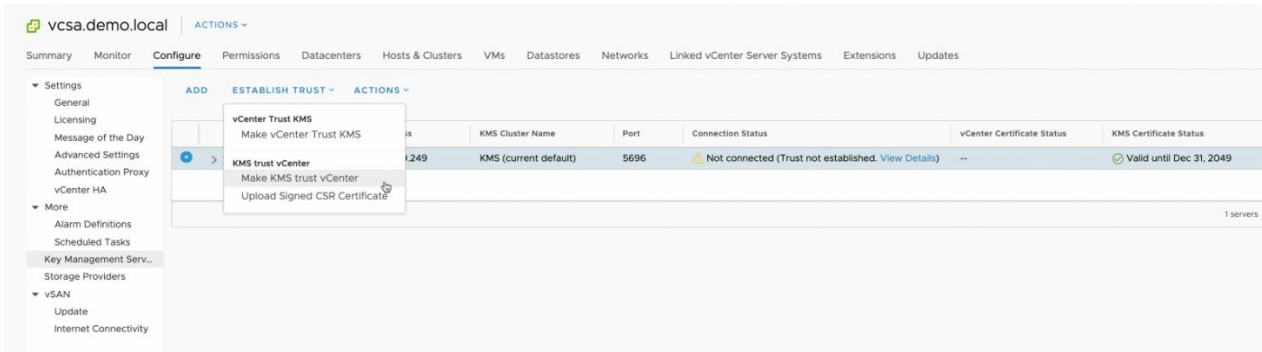 vcsa.demo.local ACTIONS
Summary Monitor Configure Permissions Datacenters Hosts & Clusters VMs Datastores Networks Linked vCenter Server Systems Extensions Updates
Settings
General
Licensing
Message of the Day
Advanced Settings
Authentication Proxy
vCenter HA
More
Alarm Definitions
Scheduled Tasks
Key Management Serv...
Storage Providers
vSAN
Update
Internet Connectivity
ADD ESTABLISH TRUST ACTIONS
vCenter Trust KMS
Make vCenter Trust KMS
KMS trust vCenter
Make KMS trust vCenter
Upload Signed CSR Certificate
ss KMS Cluster Name Port Connection Status vCenter Certificate Status KMS Certificate Status
.249 KMS (current default) 5696 Not connected (Trust not established. View Details) -- Valid until Dec 31, 2049
1 servers